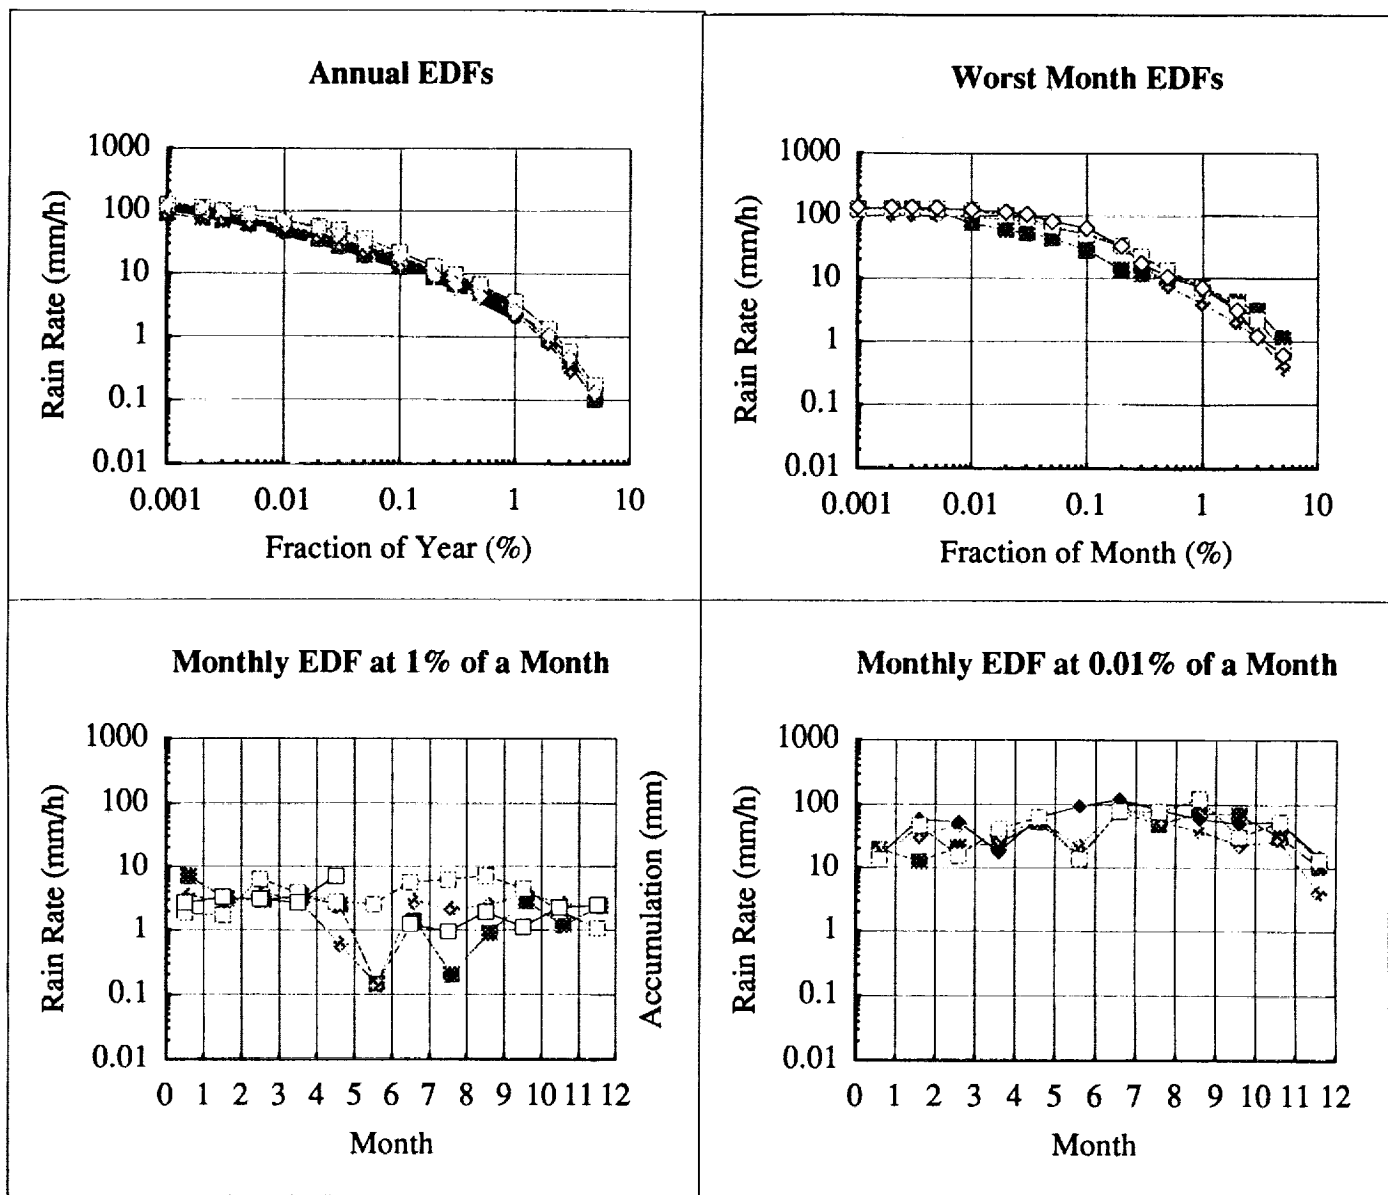 Annual EDFs
1000
100
10
1
0.1
0.01
Rain Rate (mm/h)
0.001 0.01 0.1 1 10
Fraction of Year (%)
Worst Month EDFs
1000
100
10
1
0.1
0.01
Rain Rate (mm/h)
0.001 0.01 0.1 1 10
Fraction of Month (%)
Monthly EDF at 1% of a Month
1000
100
10
1
0.1
0.01
Rain Rate (mm/h)
Accumulation (mm)
0 1 2 3 4 5 6 7 8 9 10 11 12
Month
Monthly EDF at 0.01% of a Month
1000
100
10
1
0.1
0.01
Rain Rate (mm/h)
0 1 2 3 4 5 6 7 8 9 10 11 12
Month